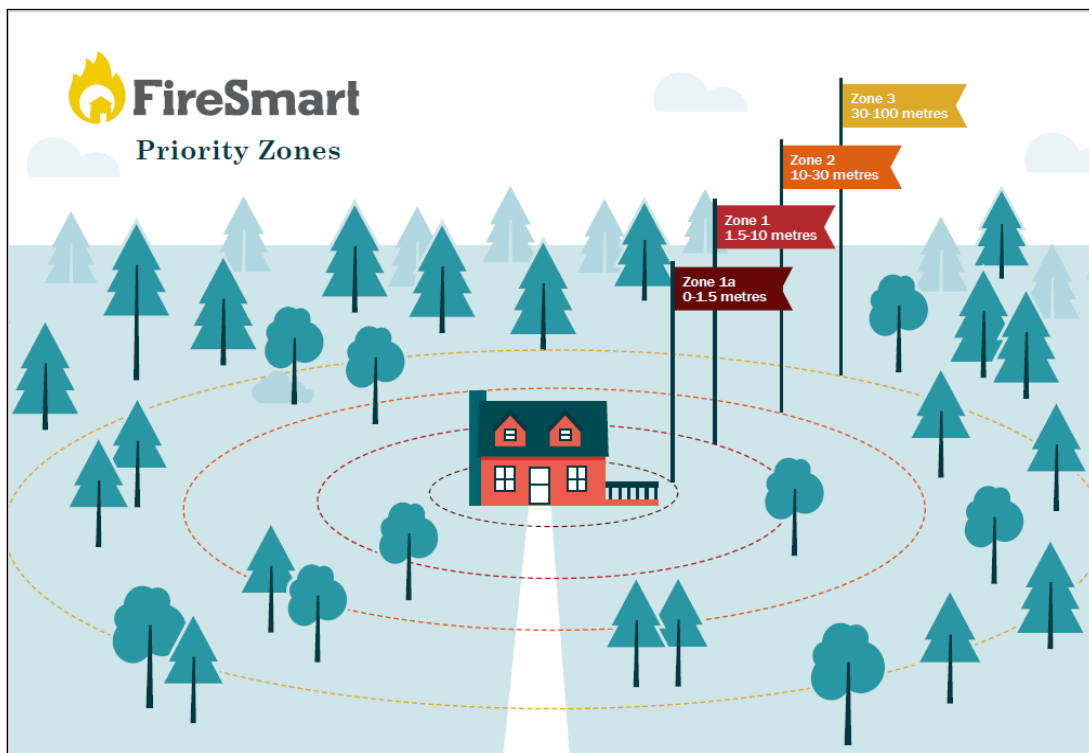 FireSmart
Priority Zones
Zone 3
30-100 metres
Zone 2
10-30 metres
Zone 1
1.5-10 metres
Zone 1a
0-1.5 metres